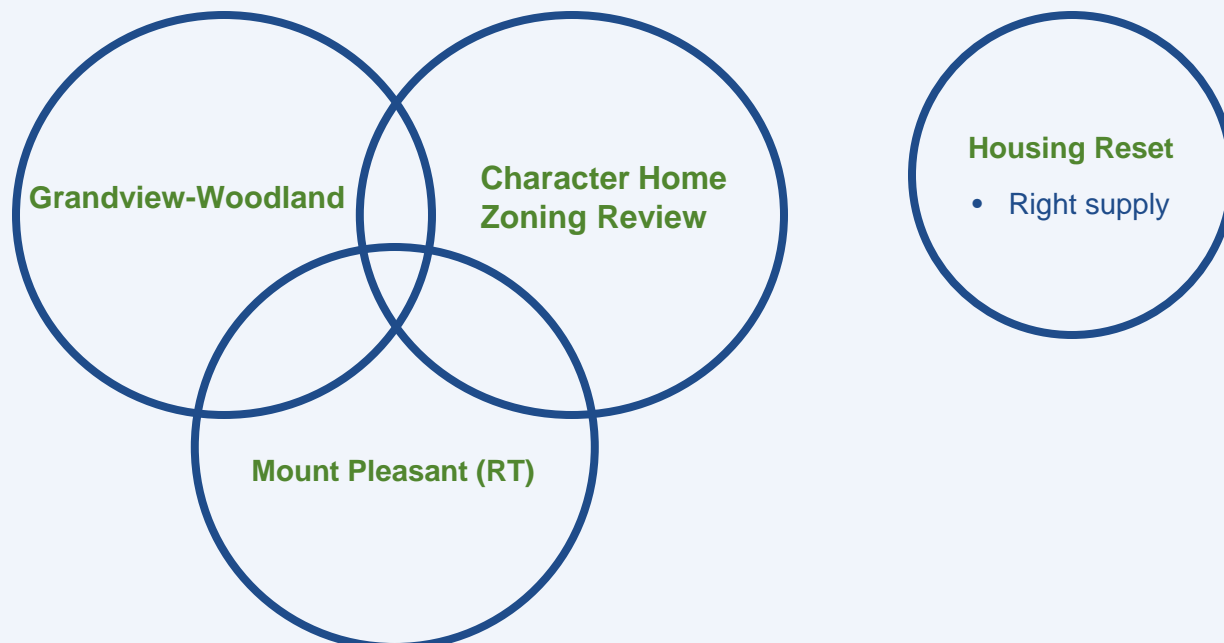 Grandview-Woodland
Character Home
Zoning Review
Mount Pleasant (RT)
Housing Reset
• Right supply